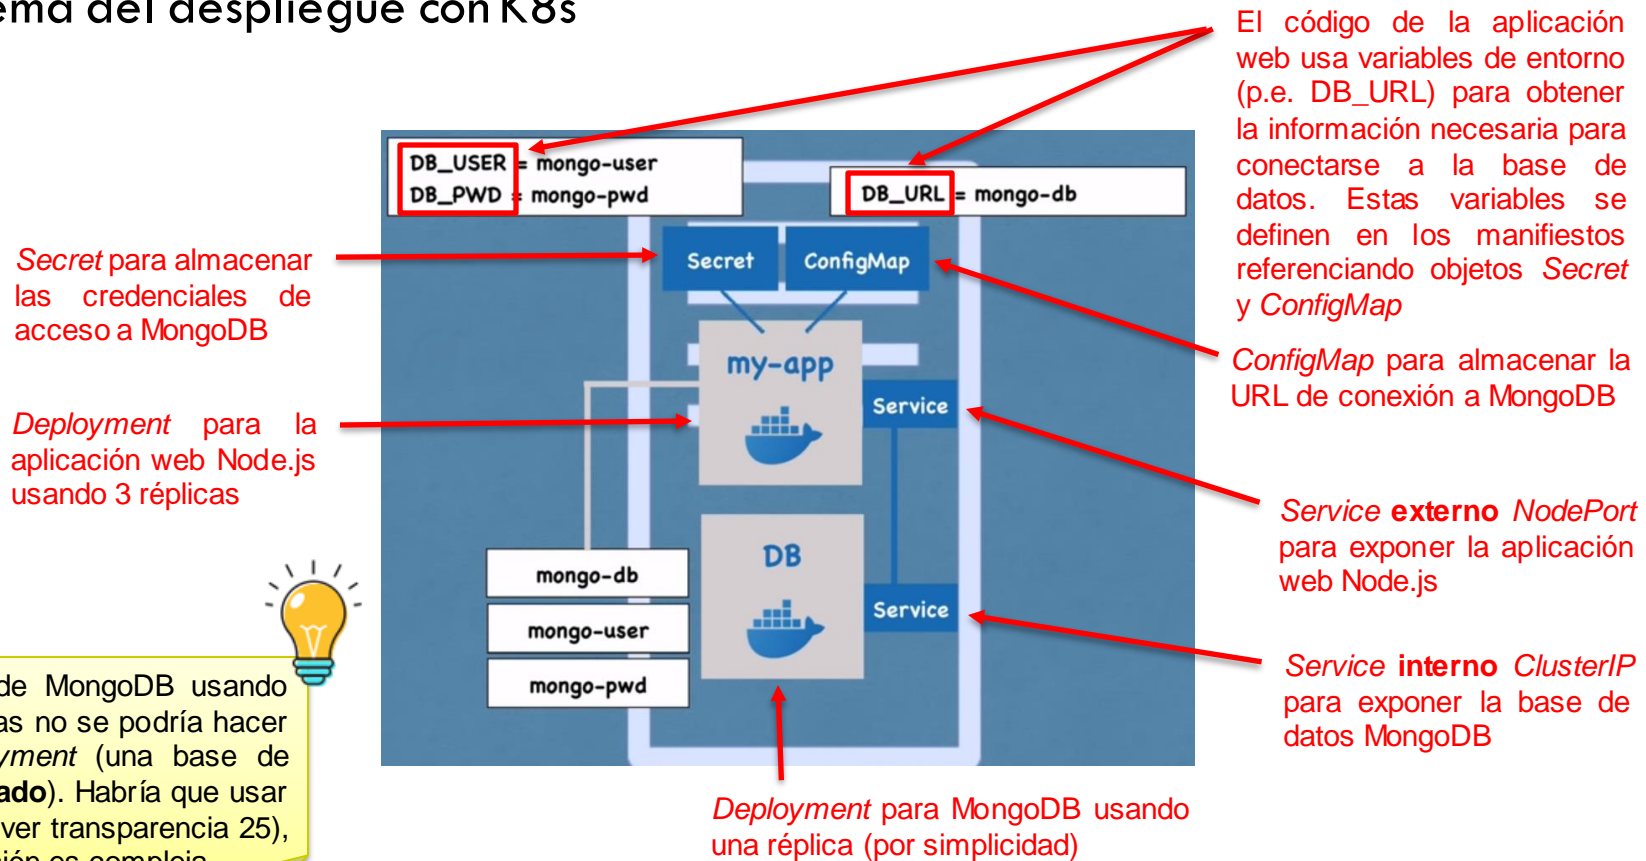 ema del despliegue con K8s
El código de la aplicación
web usa variables de entorno
(p.e. DB_URL) para obtener
la información necesaria para
conectarse a la base de
datos. Estas variables se
definen en los manifiestos
referenciando objetos Secret
y ConfigMap
DB_USER = mongo-user
DB_PWD = mongo-pwd
DB_URL = mongo-db
Secret para almacenar
las credenciales de
acceso a MongoDB
Secret
ConfigMap
ConfigMap para almacenar la
URL de conexión a MongoDB
my-app
Service
Deployment para la
aplicación web Node.js
usando 3 réplicas
Service externo NodePort
para exponer la aplicación
web Node.js
DB
Service
mongo-db
mongo-user
mongo-pwd
Service interno ClusterIP
para exponer la base de
datos MongoDB
de MongoDB usando
as no se podría hacer
yment (una base de
ado). Habría que usar
ver transparencia 25),
ión es compleja
Deployment para MongoDB usando
una réplica (por simplicidad)